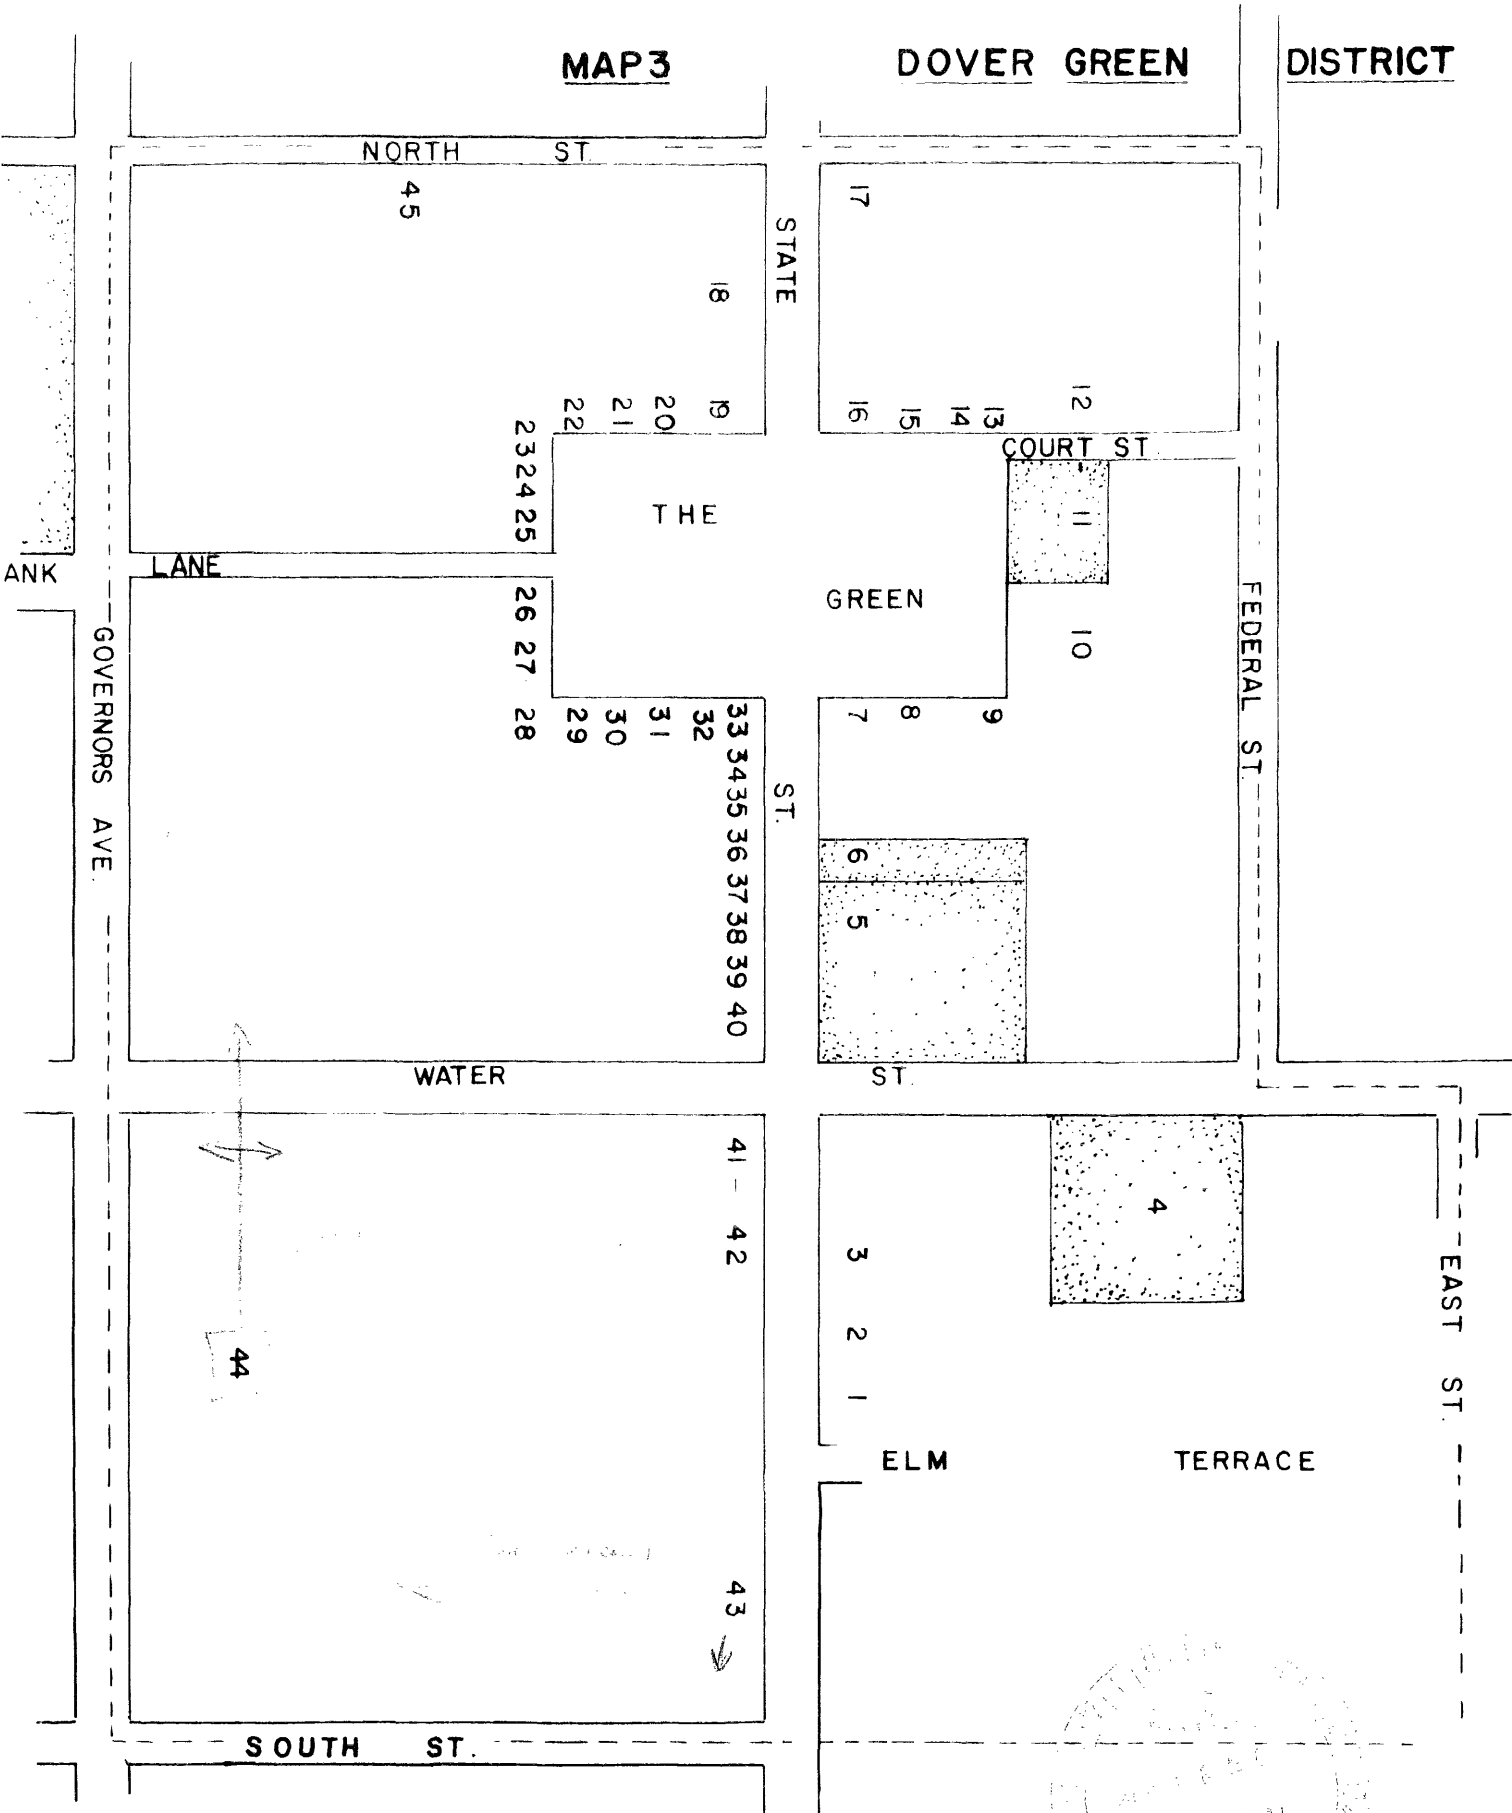 MAP 3 DOVER GREEN DISTRICT
NORTH ST.
45
17
STATE
18
12
22 21 20 19
16 15 14 13
23 24 25
COURT ST.
THE
11
ANK LANE
GREEN
26 27 28
10
FEDERAL ST.
GOVERNORS AVE.
29 30 31 32
33 34 35 36 37 38 39 40
7 8 9
ST.
6
5
WATER ST.
41 - 42
4
3
2
1
EAST ST.
44
ELM TERRACE
43
SOUTH ST.